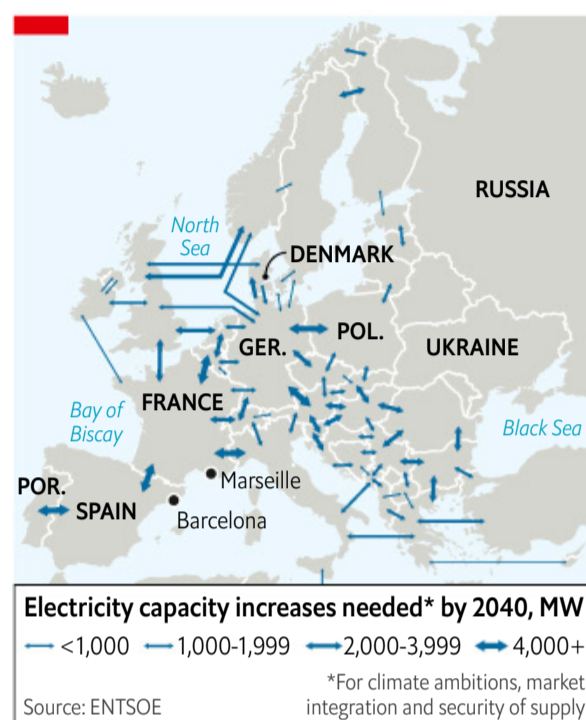 RUSSIA
North
Sea
DENMARK
POL.
GER.
UKRAINE
FRANCE
Bay of
Biscay
Black Sea
Marseille
POR.
SPAIN
Barcelona
Electricity capacity increases needed* by 2040, MW
<1,000 1,000-1,999 2,000-3,999 4,000+
*For climate ambitions, market
Source: ENTSOE integration and security of supply